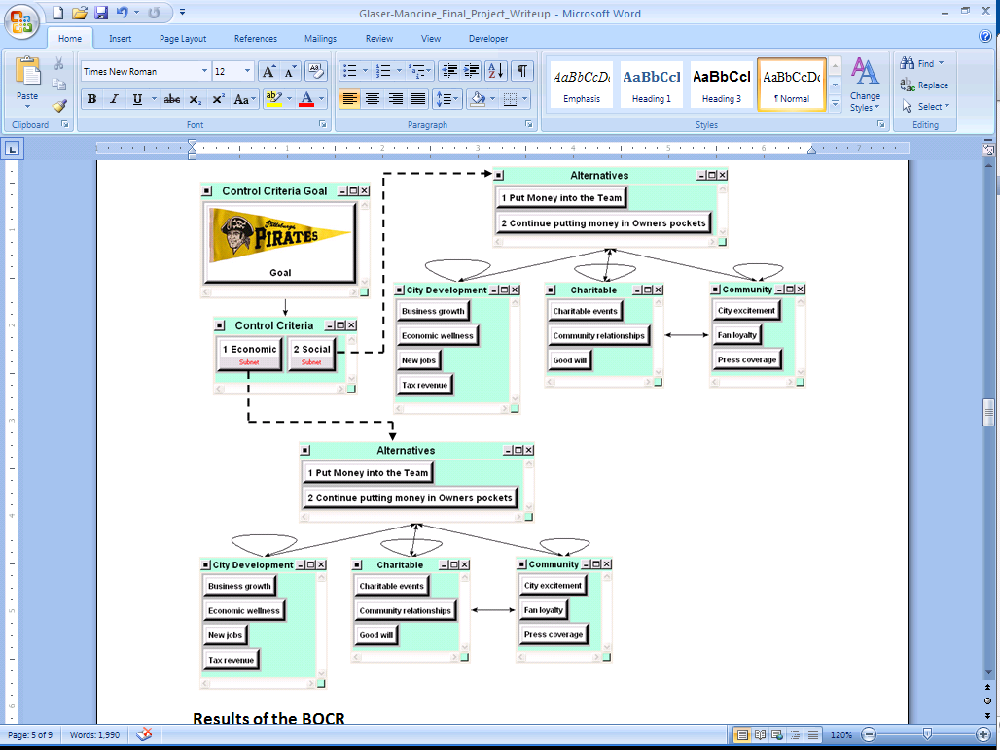 Glaser-Mancine_Final_Project_Writeup - Microsoft Word
Home Insert Page Layout References Mailings Review View Developer
Paste
Clipboard
Times New Roman 12
Font
Paragraph
AaBbCcDc AaBbCcI AaBbCcI AaBbCcDc
Emphasis Heading 1 Heading 3 ¶ Normal
Change Styles
Styles
Find
Replace
Select
Editing
Control Criteria Goal
Pittsburgh
PIRATES
Goal
Control Criteria
1 Economic 2 Social
Subnet Subnet
Alternatives
1 Put Money into the Team
2 Continue putting money in Owners pockets
City Development
Business growth
Economic wellness
New jobs
Tax revenue
Charitable
Charitable events
Community relationships
Good will
Community
City excitement
Fan loyalty
Press coverage
Alternatives
1 Put Money into the Team
2 Continue putting money in Owners pockets
City Development
Business growth
Economic wellness
New jobs
Tax revenue
Charitable
Charitable events
Community relationships
Good will
Community
City excitement
Fan loyalty
Press coverage
Results of the BOCR
Page: 5 of 9 Words: 1,990 120%